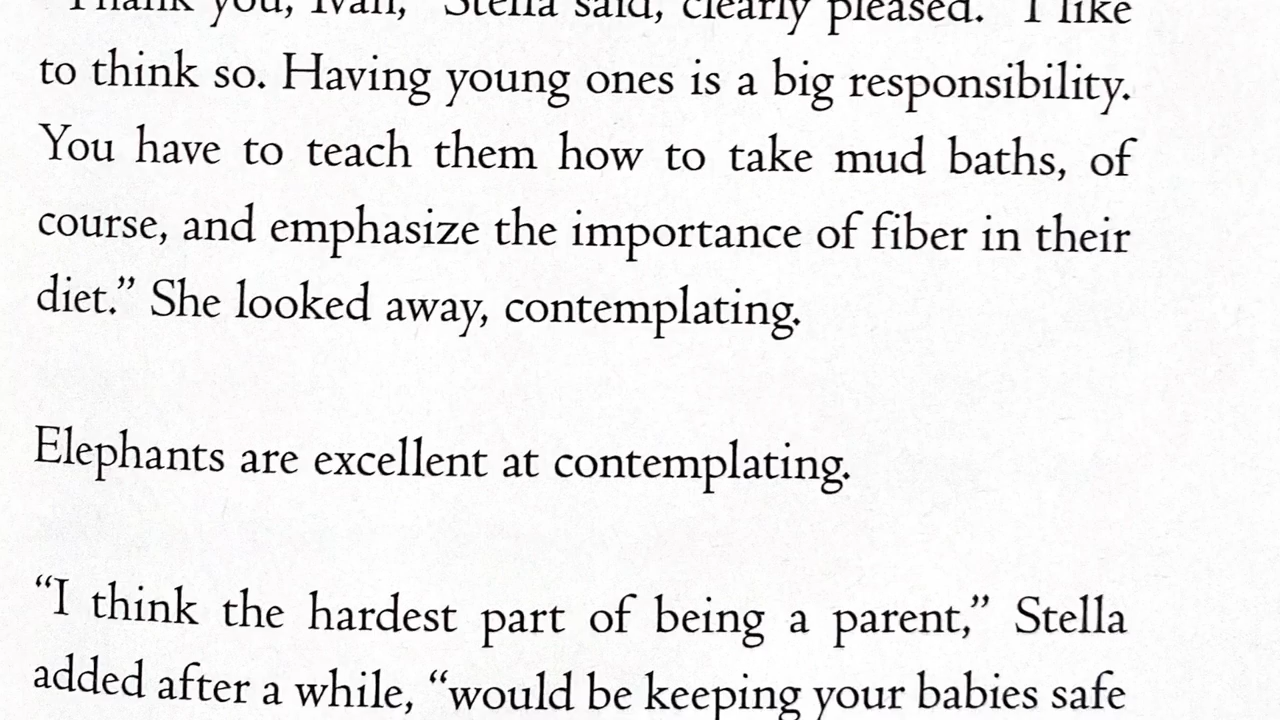 "Thank you, Ivan," Stella said, clearly pleased. "I like
to think so. Having young ones is a big responsibility.
You have to teach them how to take mud baths, of
course, and emphasize the importance of fiber in their
diet.” She looked away, contemplating.
Elephants are excellent at contemplating.
“I think the hardest part of being a parent,” Stella
added after a while, “would be keeping your babies safe